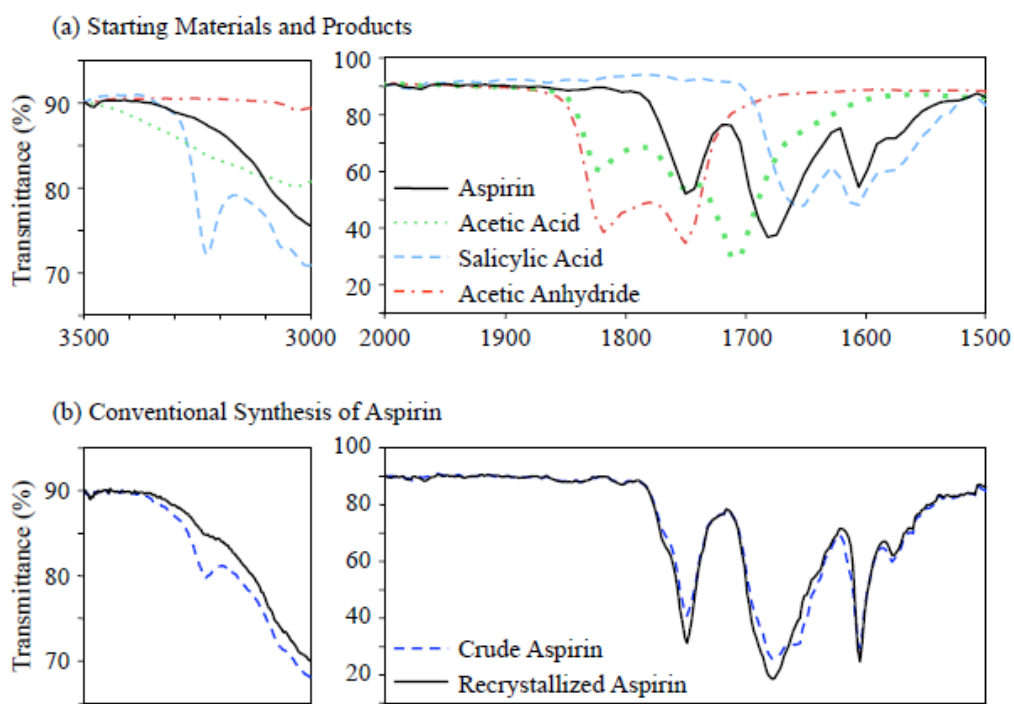 (a) Starting Materials and Products
Transmittance (%)
90
80
70
3500
3000
100
80
60
40
20
Aspirin
Acetic Acid
Salicylic Acid
Acetic Anhydride
2000
1900
1800
1700
1600
1500
(b) Conventional Synthesis of Aspirin
Transmittance (%)
90
80
70
100
80
60
40
20
Crude Aspirin
Recrystallized Aspirin